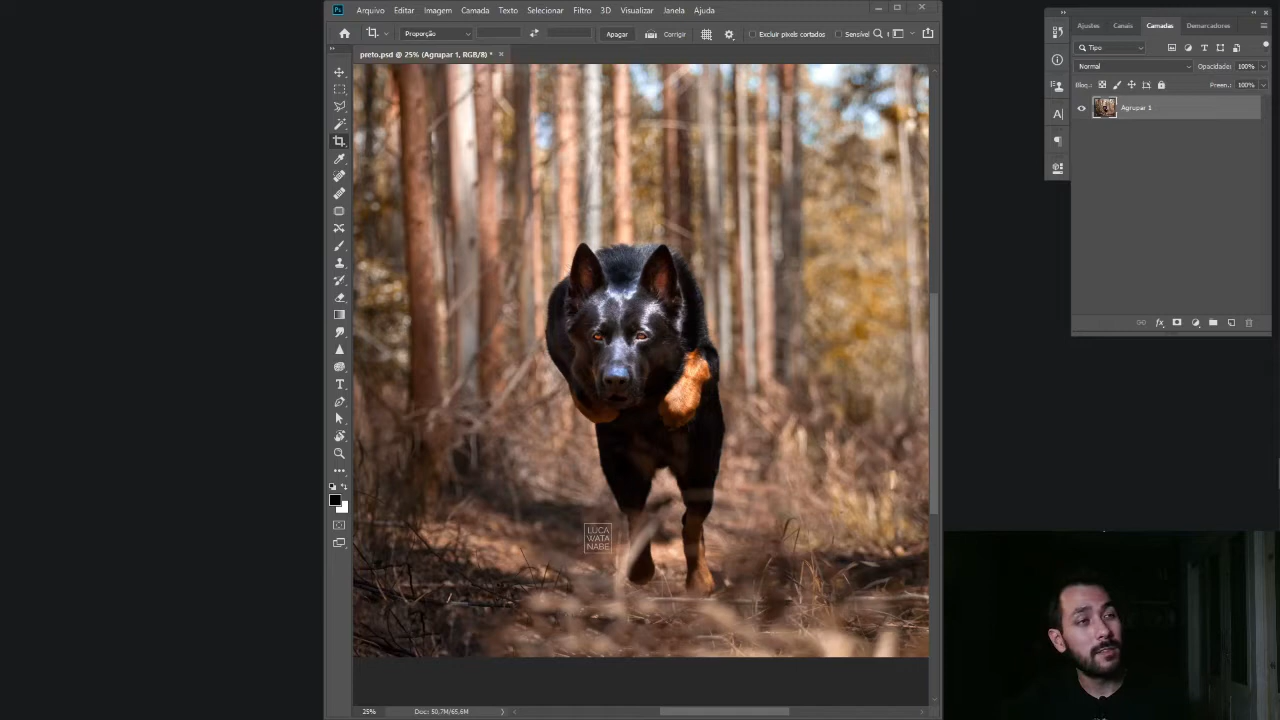 Arquivo Editar Imagem Camada Texto Selecionar Filtro 3D Visualizar Janela Ajuda
Proporção Apagar Corrigir Excluir pixels cortados Sensível
preto.psd @ 25% (Agrupar 1, RGB/8) *
Ajustes Canais Camadas Demarcadores
Tipo
Normal Opacidade: 100%
Bloq.: Preen.: 100%
Agrupar 1
LUCA
WATA
NABE
25% Doc: 50,7M/65,6M